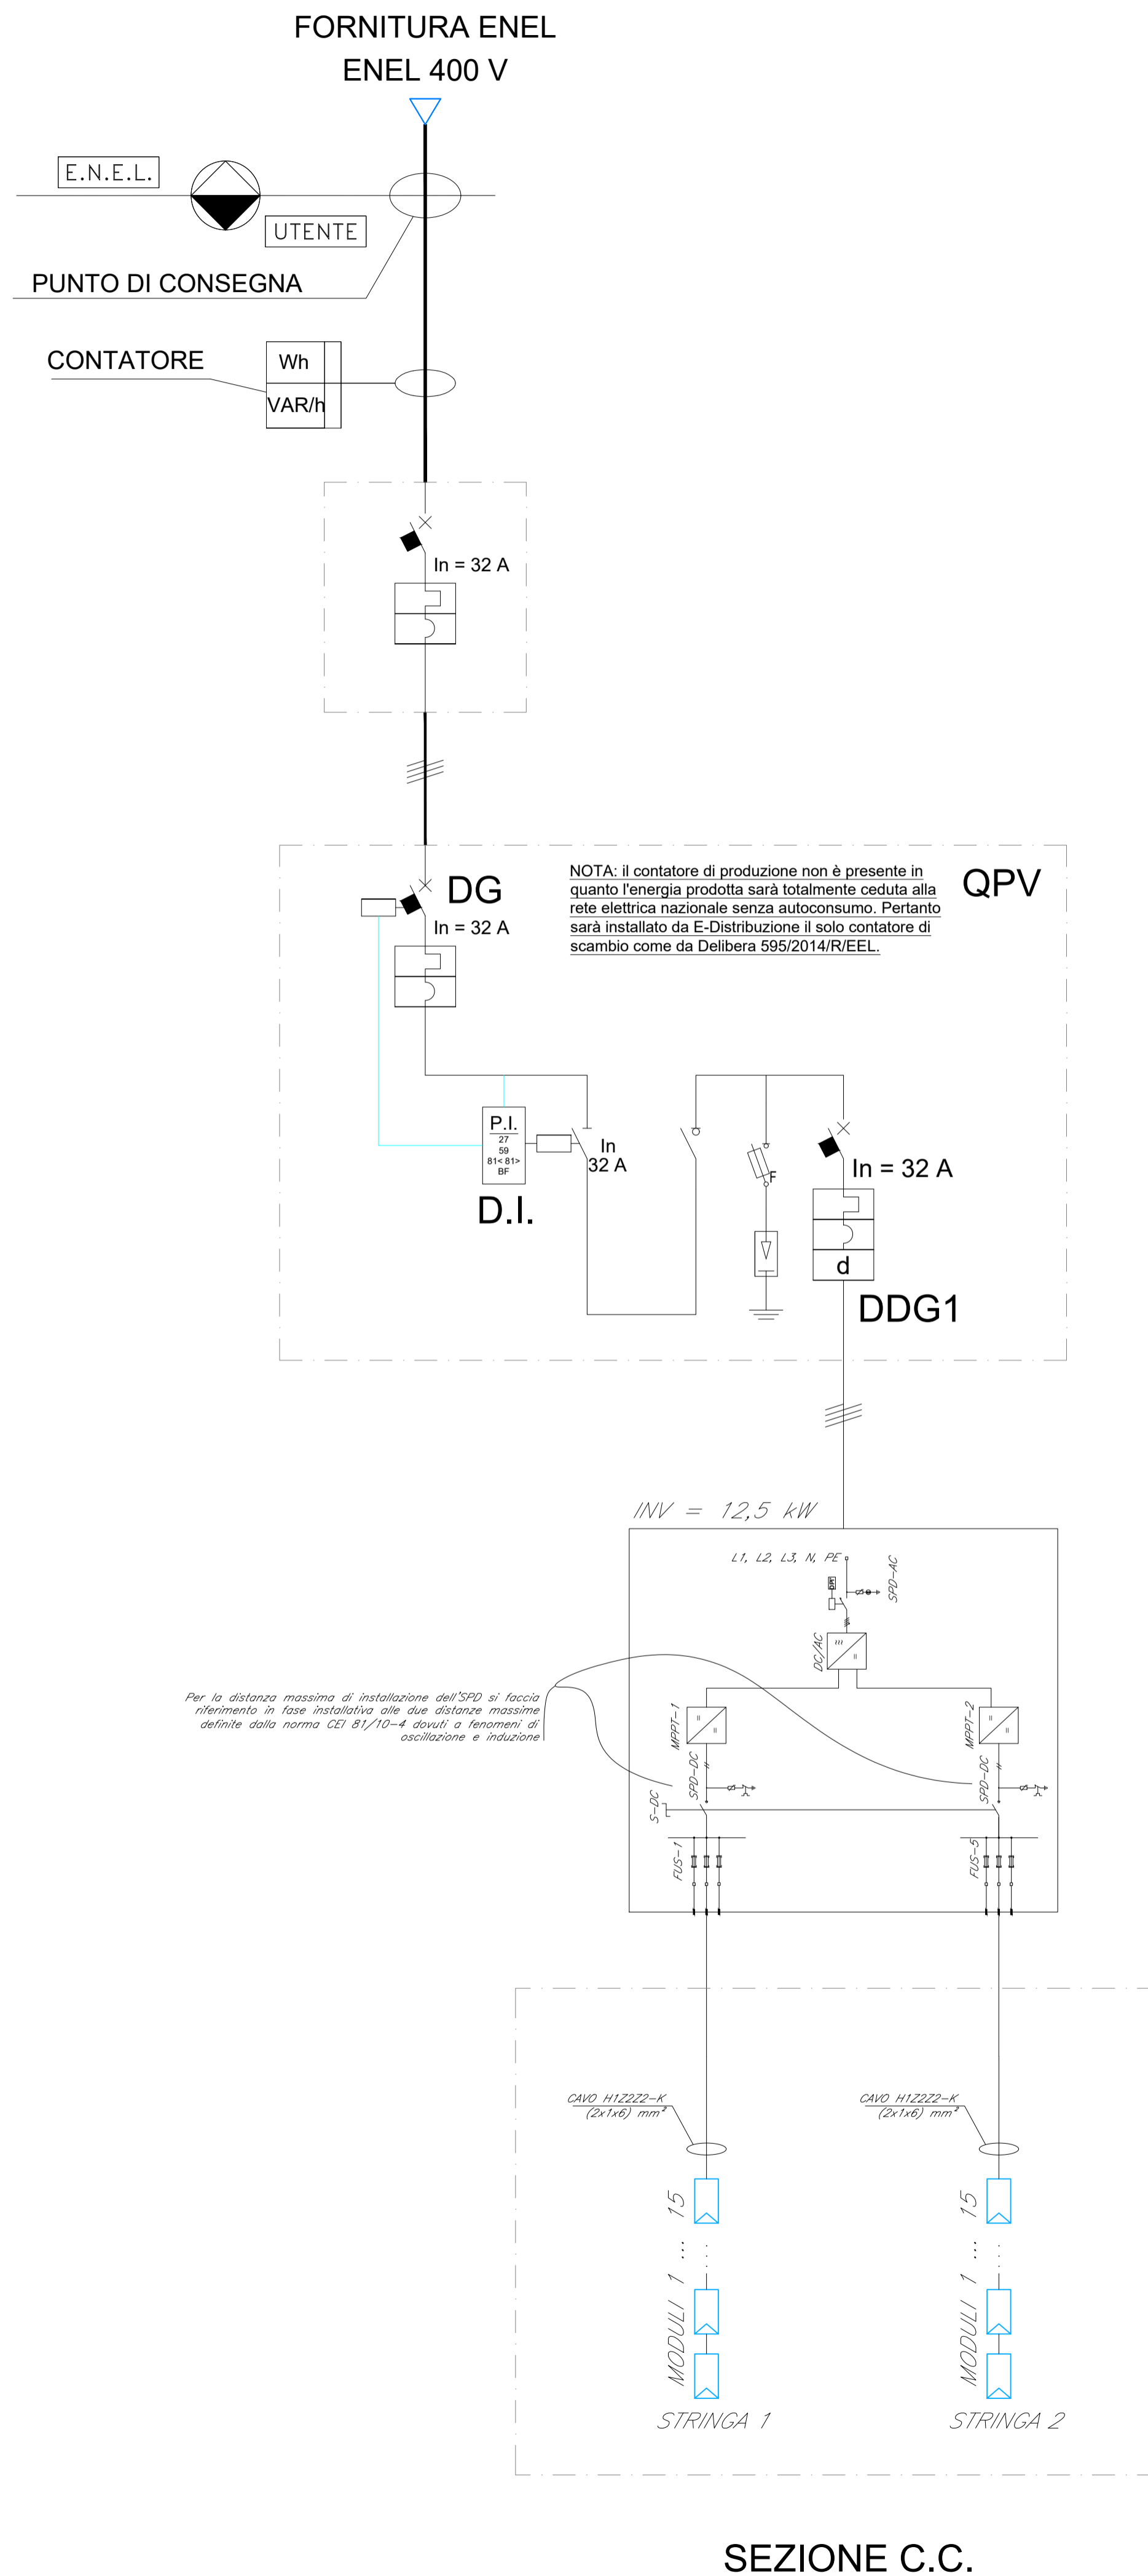 FORNITURA ENEL
ENEL 400 V
E.N.E.L.
UTENTE
PUNTO DI CONSEGNA
CONTATORE
Wh
VAR/h
In = 32 A
DG
In = 32 A
NOTA: il contatore di produzione non è presente in
quanto l'energia prodotta sarà totalmente ceduta alla
rete elettrica nazionale senza autoconsumo. Pertanto
sarà installato da E-Distribuzione il solo contatore di
scambio come da Delibera 595/2014/R/EEL.
QPV
P.I.
27
59
81< 81>
BF
D.I.
In
32 A
F
In = 32 A
d
DDG1
INV = 12,5 kW
L1, L2, L3, N, PE
SPD-AC
DC/AC
Per la distanza massima di installazione dell'SPD si faccia
riferimento in fase installativa alle due distanze massime
definite dalla norma CEI 81/10-4 dovuti a fenomeni di
oscillazione e induzione
MPPT-1
MPPT-2
SPD-DC
SPD-DC
S-DC
FUS-1
FUS-5
CAVO H1Z2Z2-K
(2x1x6) mm²
CAVO H1Z2Z2-K
(2x1x6) mm²
MODULI 1 ... 15
MODULI 1 ... 15
STRINGA 1
STRINGA 2
SEZIONE C.C.